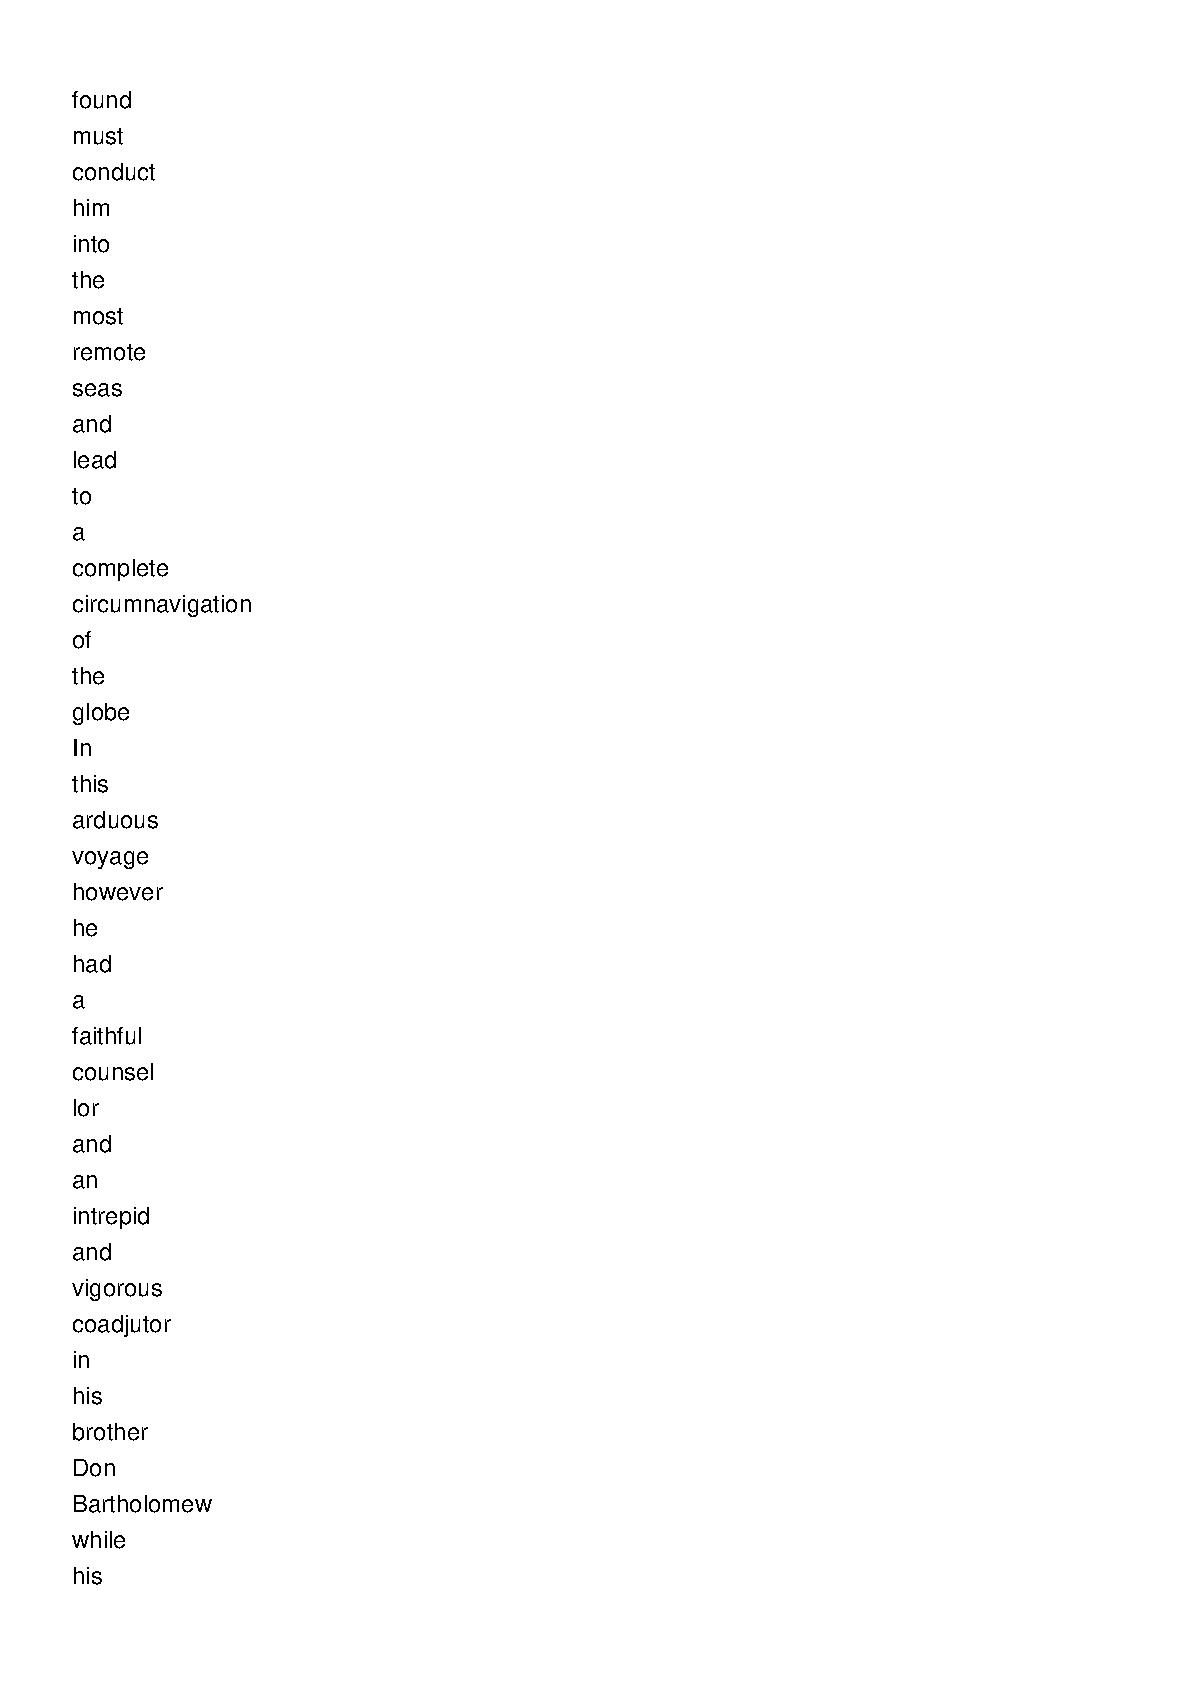 found
must
conduct
him
into
the
most
remote
seas
and
lead
to
a
complete
circumnavigation
of
the
globe
In
this
arduous
voyage
however
he
had
a
faithful
counsel
lor
and
an
intrepid
and
vigorous
coadjutor
in
his
brother
Don
Bartholomew
while
his